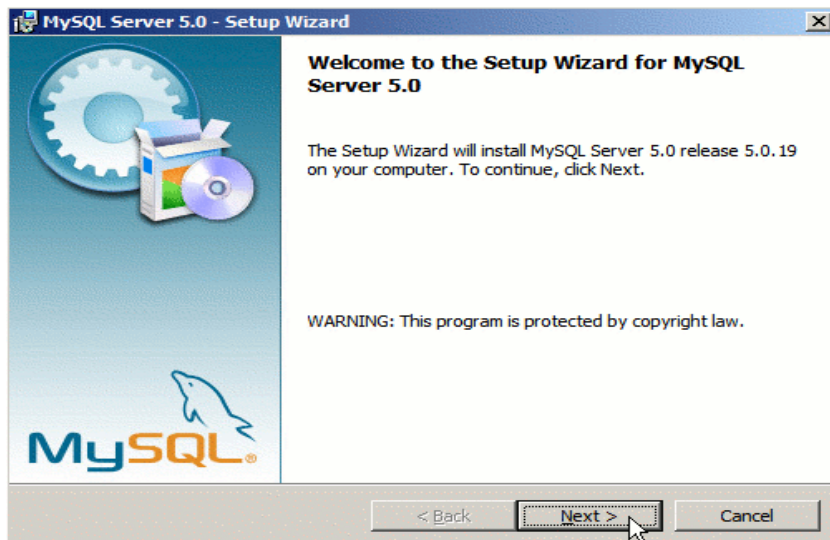 MySQL Server 5.0 - Setup Wizard
Welcome to the Setup Wizard for MySQL
Server 5.0
The Setup Wizard will install MySQL Server 5.0 release 5.0.19
on your computer. To continue, click Next.
WARNING: This program is protected by copyright law.
MySQL®
< Back
Next >
Cancel